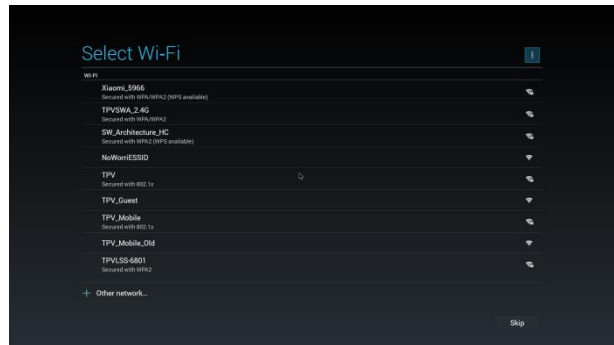 Select Wi-Fi
WI-FI
Xiaomi_5966
Secured with WPA/WPA2 (WPS available)
TPVSWA_2.4G
Secured with WPA/WPA2
SW_Architecture_HC
Secured with WPA2 (WPS available)
NoWorriESSID
TPV
Secured with 802.1x
TPV_Guest
TPV_Mobile
Secured with 802.1x
TPV_Mobile_Old
TPVLSS-6801
Secured with WPA2
+ Other network...
Skip